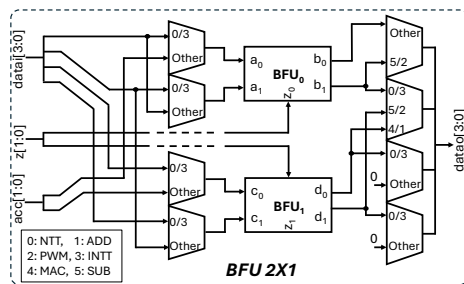 datai[3:0]
z[1:0]
acc[1:0]
0/3
Other
0/3
Other
0/3
Other
0/3
Other
a0
a1
BFU0
z0
b0
b1
c0
c1
BFU1
z1
d0
d1
Other
5/2
0/3
5/2
4/1
0/3
0
0/3
0
Other
datao[3:0]
0: NTT, 1: ADD
2: PWM, 3: INTT
4: MAC, 5: SUB
BFU 2X1